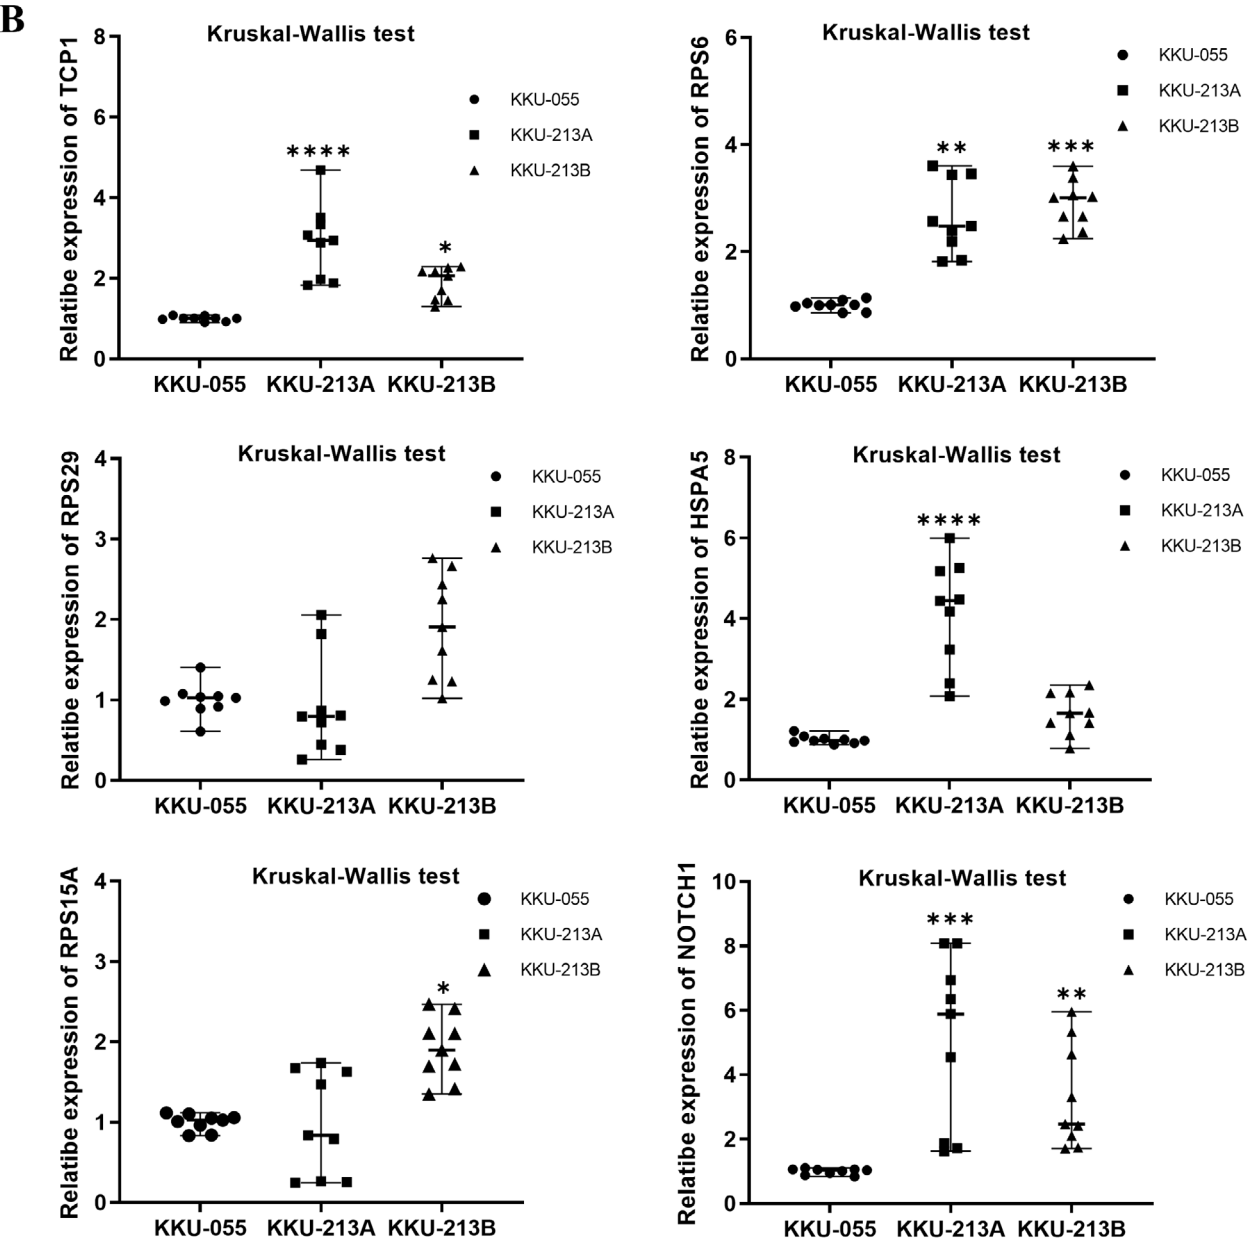 B
Kruskal-Wallis test
Relatibe expression of TCP1
8
6
4
2
0
****
*
KKU-055
KKU-213A
KKU-213B
KKU-055 KKU-213A KKU-213B
Kruskal-Wallis test
Relatibe expression of RPS6
6
4
2
0
**
***
KKU-055
KKU-213A
KKU-213B
KKU-055 KKU-213A KKU-213B
Kruskal-Wallis test
Relatibe expression of RPS29
4
3
2
1
0
KKU-055
KKU-213A
KKU-213B
KKU-055 KKU-213A KKU-213B
Kruskal-Wallis test
Relatibe expression of HSPA5
8
6
4
2
0
****
KKU-055
KKU-213A
KKU-213B
KKU-055 KKU-213A KKU-213B
Kruskal-Wallis test
Relatibe expression of RPS15A
4
3
2
1
0
*
KKU-055
KKU-213A
KKU-213B
KKU-055 KKU-213A KKU-213B
Kruskal-Wallis test
Relatibe expression of NOTCH1
10
8
6
4
2
0
***
**
KKU-055
KKU-213A
KKU-213B
KKU-055 KKU-213A KKU-213B